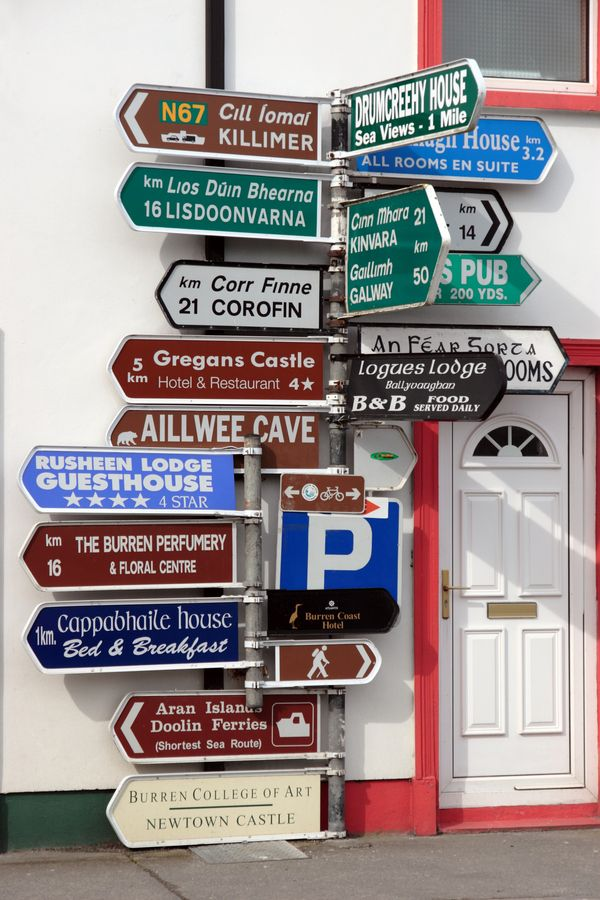 DRUMCREEHY HOUSE
Sea Views - 1 Mile
N67
Cill Íomaí
KILLIMER
House
km
3.2
ALL ROOMS EN SUITE
km Lios Dúin Bhearna
16 LISDOONVARNA
Cinn Mhara 21
KINVARA km
Gaillimh 50
GALWAY
km
14
km Corr Finne
21 COROFIN
PUB
200 YDS.
An Féar Gorta
ROOMS
5 km
Gregans Castle
Hotel & Restaurant 4★
Logues Lodge
Ballyvaughan
B&B FOOD
SERVED DAILY
AILLWEE CAVE
RUSHEEN LODGE
GUESTHOUSE
★★★★ 4 STAR
P
km
16
THE BURREN PERFUMERY
& FLORAL CENTRE
Burren Coast
Hotel
1km.
Cappabhaile house
Bed & Breakfast
Aran Islands
Doolin Ferries
(Shortest Sea Route)
BURREN COLLEGE OF ART
NEWTOWN CASTLE